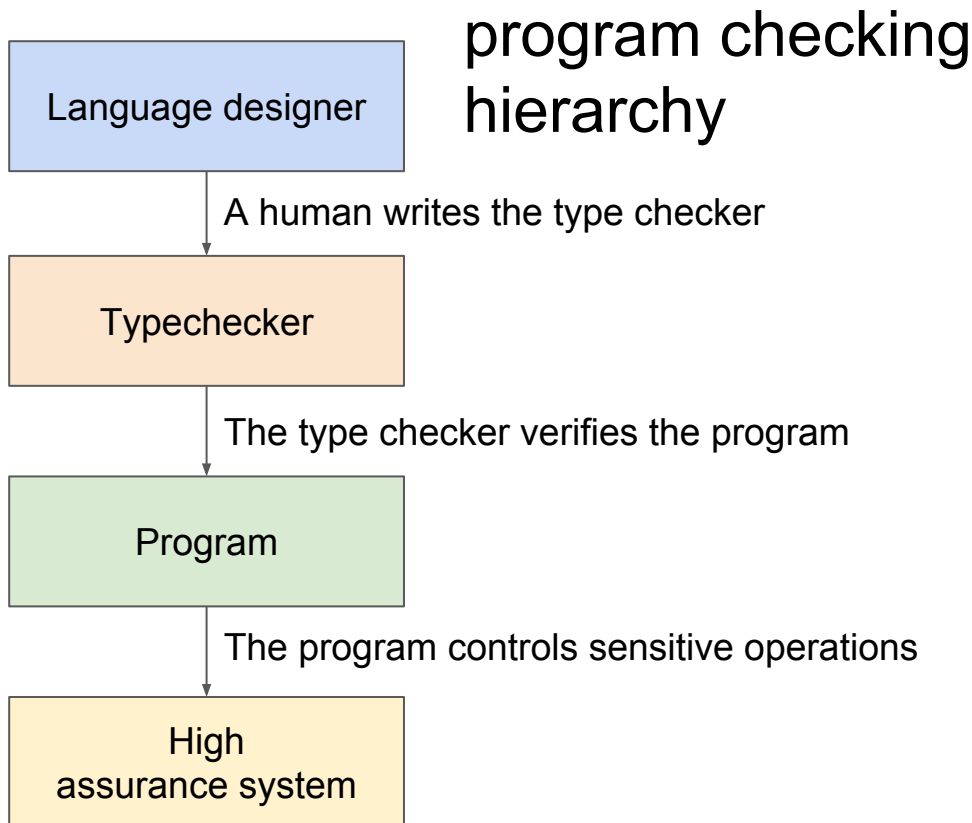 program checking
hierarchy
Language designer
A human writes the type checker
Typechecker
The type checker verifies the program
Program
The program controls sensitive operations
High
assurance system